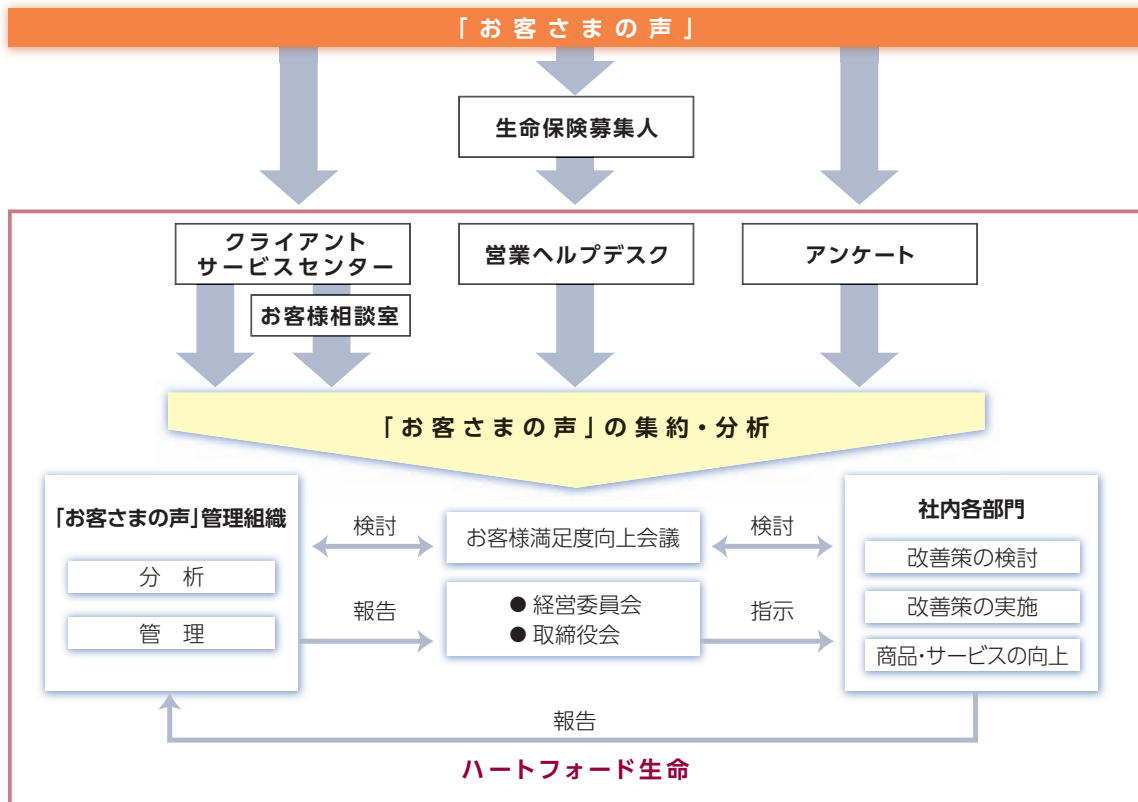 「お客さまの声」
生命保険募集人
クライアント
サービスセンター
お客様相談室
営業ヘルプデスク
アンケート
「お客さまの声」の集約・分析
「お客さまの声」管理組織
分 析
管 理
検討
報告
お客様満足度向上会議
● 経営委員会
● 取締役会
検討
指示
社内各部門
改善策の検討
改善策の実施
商品・サービスの向上
報告
ハートフォード生命